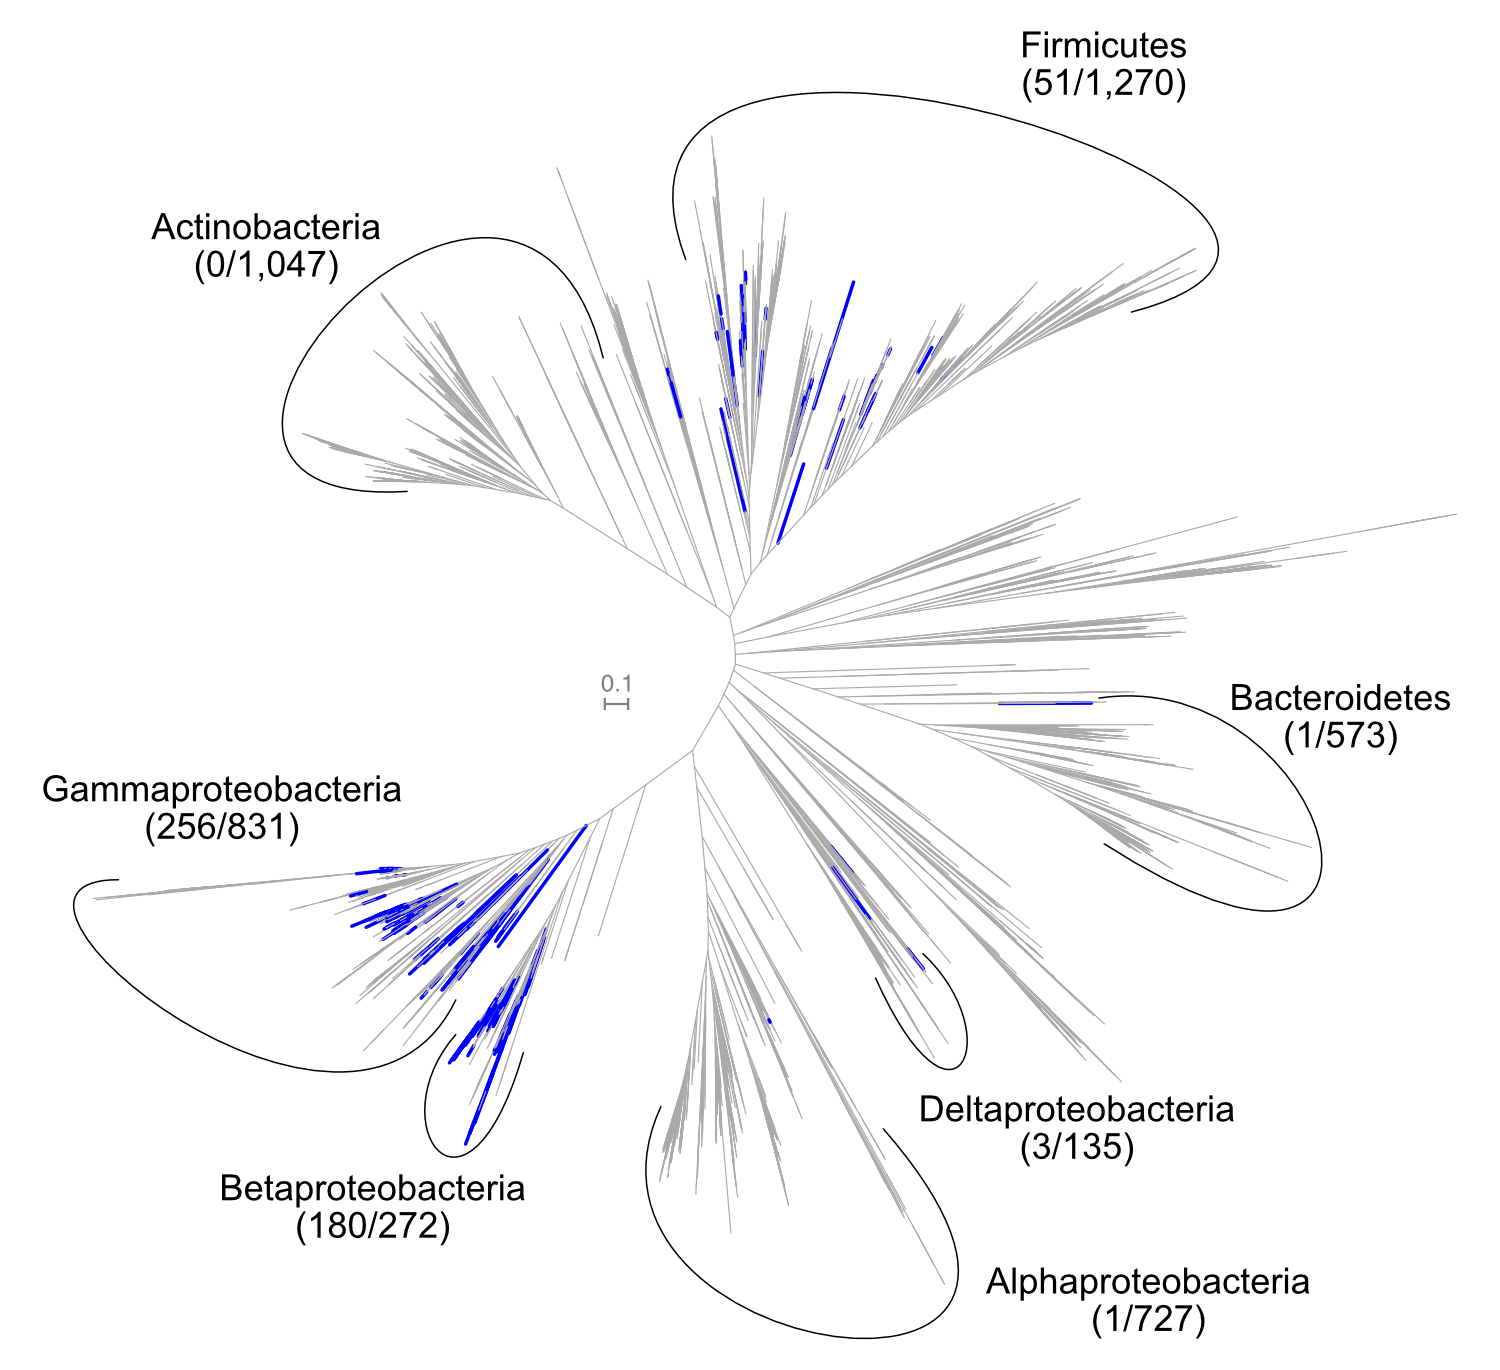 Firmicutes
(51/1,270)
Actinobacteria
(0/1,047)
0.1
Bacteroidetes
(1/573)
Gammaproteobacteria
(256/831)
Deltaproteobacteria
(3/135)
Betaproteobacteria
(180/272)
Alphaproteobacteria
(1/727)